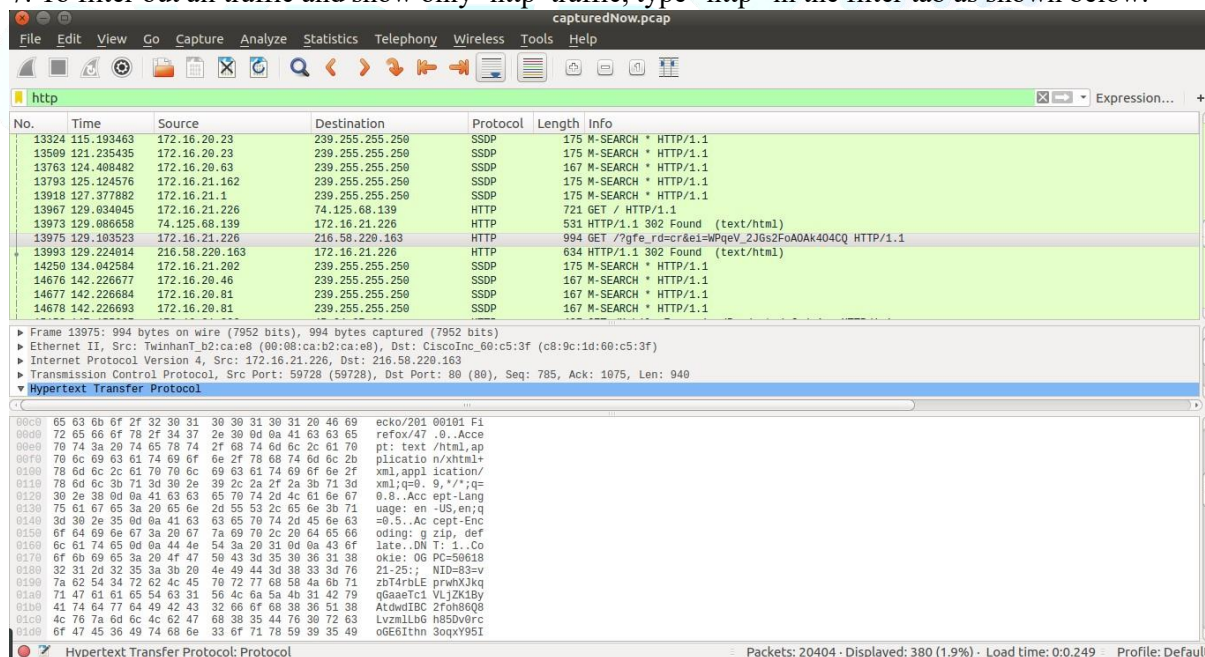 7. To filter out all traffic and show only "http" traffic, type "http" in the filter tab as shown below.
capturedNow.pcap
File Edit View Go Capture Analyze Statistics Telephony Wireless Tools Help
http Expression... +
No. Time Source Destination Protocol Length Info
13324 115.193463 172.16.20.23 239.255.255.250 SSDP 175 M-SEARCH * HTTP/1.1
13509 121.235435 172.16.20.23 239.255.255.250 SSDP 175 M-SEARCH * HTTP/1.1
13763 124.408482 172.16.20.63 239.255.255.250 SSDP 167 M-SEARCH * HTTP/1.1
13793 125.124576 172.16.21.162 239.255.255.250 SSDP 175 M-SEARCH * HTTP/1.1
13918 127.377882 172.16.21.1 239.255.255.250 SSDP 175 M-SEARCH * HTTP/1.1
13967 129.034045 172.16.21.226 74.125.68.139 HTTP 721 GET / HTTP/1.1
13973 129.086658 74.125.68.139 172.16.21.226 HTTP 531 HTTP/1.1 302 Found (text/html)
13975 129.103523 172.16.21.226 216.58.220.163 HTTP 994 GET /?gfe_rd=cr&ei=WPqeV_2JGs2FoAOAk4O4CQ HTTP/1.1
13993 129.224014 216.58.220.163 172.16.21.226 HTTP 634 HTTP/1.1 302 Found (text/html)
14250 134.042584 172.16.21.202 239.255.255.250 SSDP 175 M-SEARCH * HTTP/1.1
14676 142.226677 172.16.20.46 239.255.255.250 SSDP 167 M-SEARCH * HTTP/1.1
14677 142.226684 172.16.20.81 239.255.255.250 SSDP 167 M-SEARCH * HTTP/1.1
14678 142.226693 172.16.20.81 239.255.255.250 SSDP 167 M-SEARCH * HTTP/1.1
Frame 13975: 994 bytes on wire (7952 bits), 994 bytes captured (7952 bits)
Ethernet II, Src: TwinhanT_b2:ca:e8 (00:08:ca:b2:ca:e8), Dst: CiscoInc_60:c5:3f (c8:9c:1d:60:c5:3f)
Internet Protocol Version 4, Src: 172.16.21.226, Dst: 216.58.220.163
Transmission Control Protocol, Src Port: 59728 (59728), Dst Port: 80 (80), Seq: 785, Ack: 1075, Len: 940
Hypertext Transfer Protocol
00c0 65 63 6b 6f 2f 32 30 31 30 30 31 30 31 20 46 69 ecko/201 00101 Fi
00d0 72 65 66 6f 78 2f 34 37 2e 30 0d 0a 41 63 63 65 refox/47 .0..Acce
00e0 70 74 3a 20 74 65 78 74 2f 68 74 6d 6c 2c 61 70 pt: text /html,ap
00f0 70 6c 69 63 61 74 69 6f 6e 2f 78 68 74 6d 6c 2b plicatio n/xhtml+
0100 78 6d 6c 2c 61 70 70 6c 69 63 61 74 69 6f 6e 2f xml,appl ication/
0110 78 6d 6c 3b 71 3d 30 2e 39 2c 2a 2f 2a 3b 71 3d xml;q=0. 9,*/*;q=
0120 30 2e 38 0d 0a 41 63 63 65 70 74 2d 4c 61 6e 67 0.8..Acc ept-Lang
0130 75 61 67 65 3a 20 65 6e 2d 55 53 2c 65 6e 3b 71 uage: en -US,en;q
0140 3d 30 2e 35 0d 0a 41 63 63 65 70 74 2d 45 6e 63 =0.5..Ac cept-Enc
0150 6f 64 69 6e 67 3a 20 67 7a 69 70 2c 20 64 65 66 oding: g zip, def
0160 6c 61 74 65 0d 0a 44 4e 54 3a 20 31 0d 0a 43 6f late..DN T: 1..Co
0170 6f 6b 69 65 3a 20 4f 47 50 43 3d 35 30 36 31 38 okie: OG PC=50618
0180 32 31 2d 32 35 3a 3b 20 4e 49 44 3d 38 33 3d 76 21-25:; NID=83=v
0190 7a 62 54 34 72 62 4c 45 70 72 77 68 58 4a 6b 71 zbT4rbLE prwhXJkq
01a0 71 47 61 61 65 54 63 31 56 4c 6a 5a 4b 31 42 79 qGaaeTc1 VLjZK1By
01b0 41 74 64 77 64 49 42 43 32 66 6f 68 38 36 51 38 AtdwdIBC 2foh86Q8
01c0 4c 76 7a 6d 6c 4c 62 47 68 38 35 44 76 30 72 63 LvzmlLbG h85Dv0rc
01d0 6f 47 45 36 49 74 68 6e 33 6f 71 78 59 39 35 49 oGE6Ithn 3oqxY95I
Hypertext Transfer Protocol: Protocol Packets: 20404 · Displayed: 380 (1.9%) · Load time: 0:0.249 Profile: Default